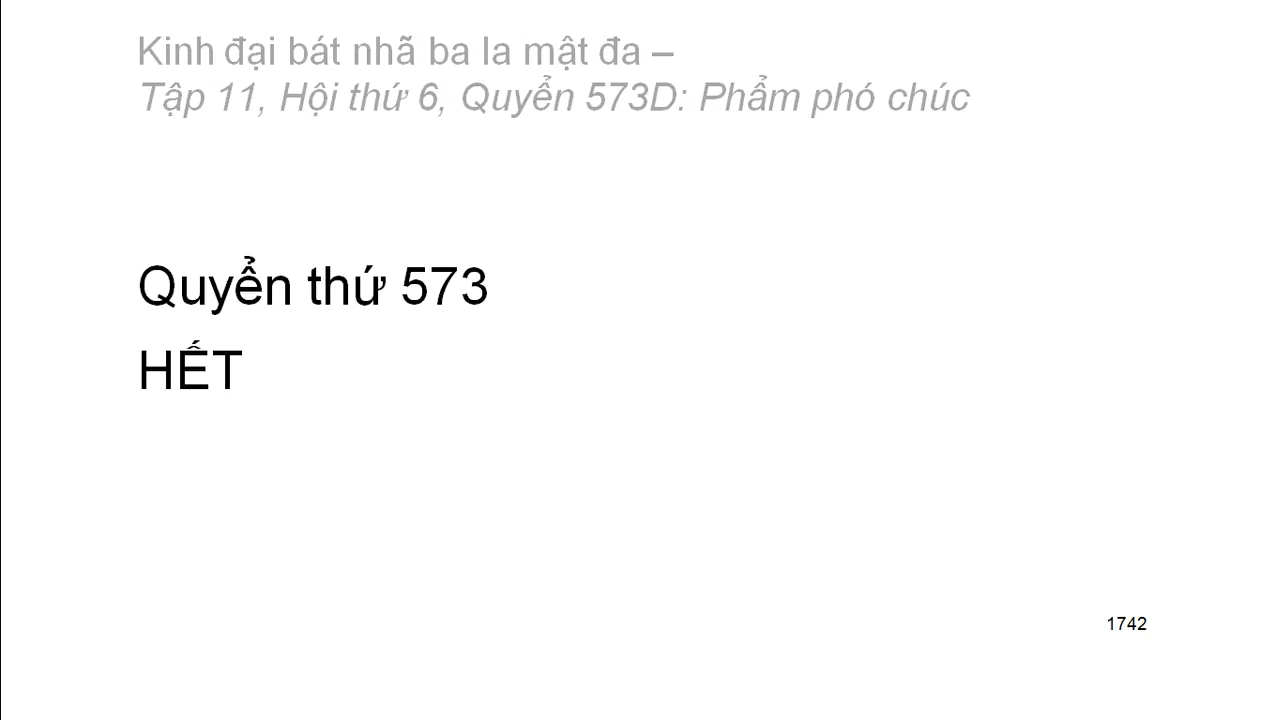 Kinh đại bát nhã ba la mật đa –
Tập 11, Hội thứ 6, Quyển 573D: Phẩm phó chúc
Quyển thứ 573
HẾT
1742